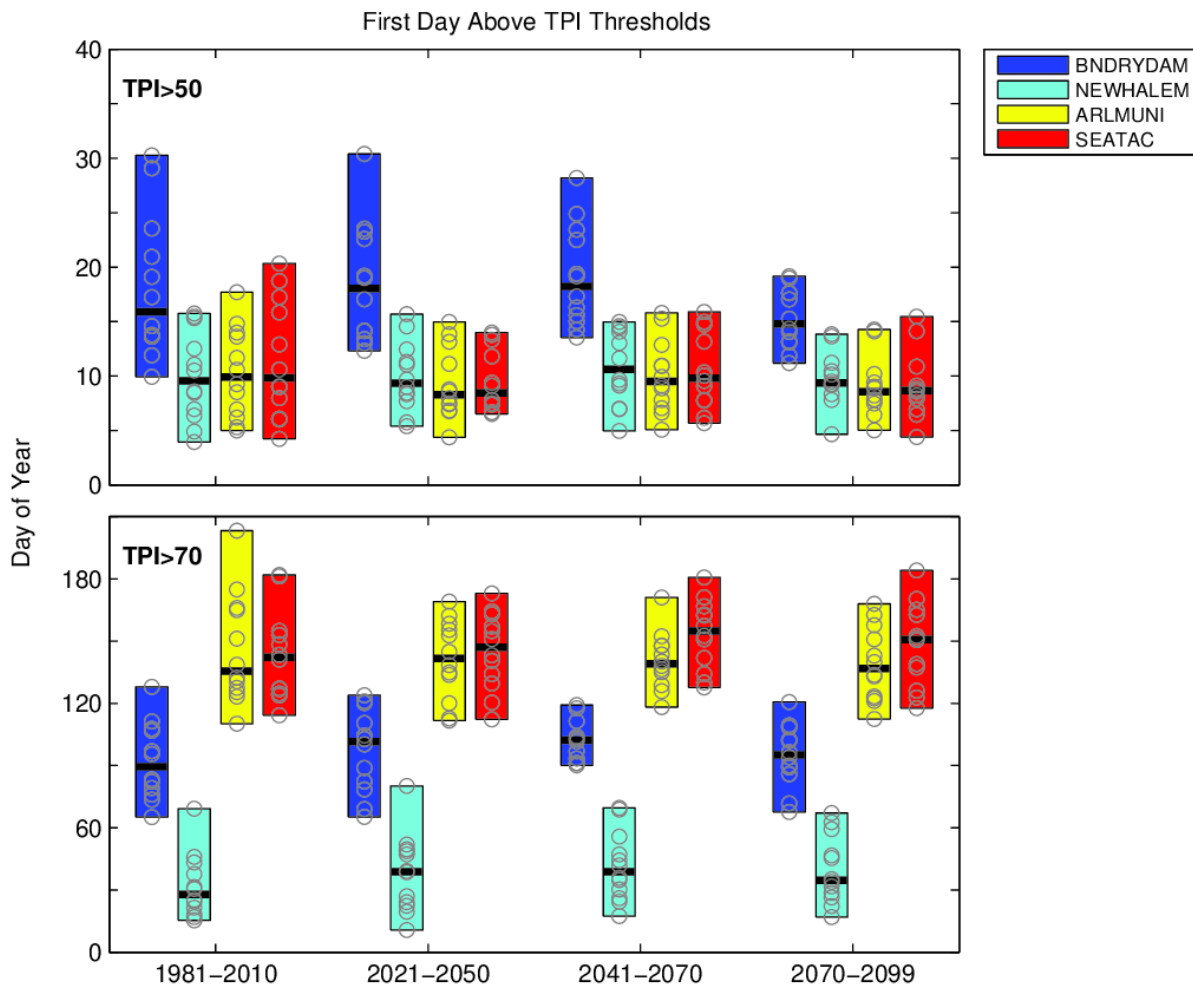 First Day Above TPI Thresholds
TPI>50
40
30
20
10
0
BNDRYDAM
NEWHALEM
ARLMUNI
SEATAC
Day of Year
TPI>70
180
120
60
0
1981−2010
2021−2050
2041−2070
2070−2099